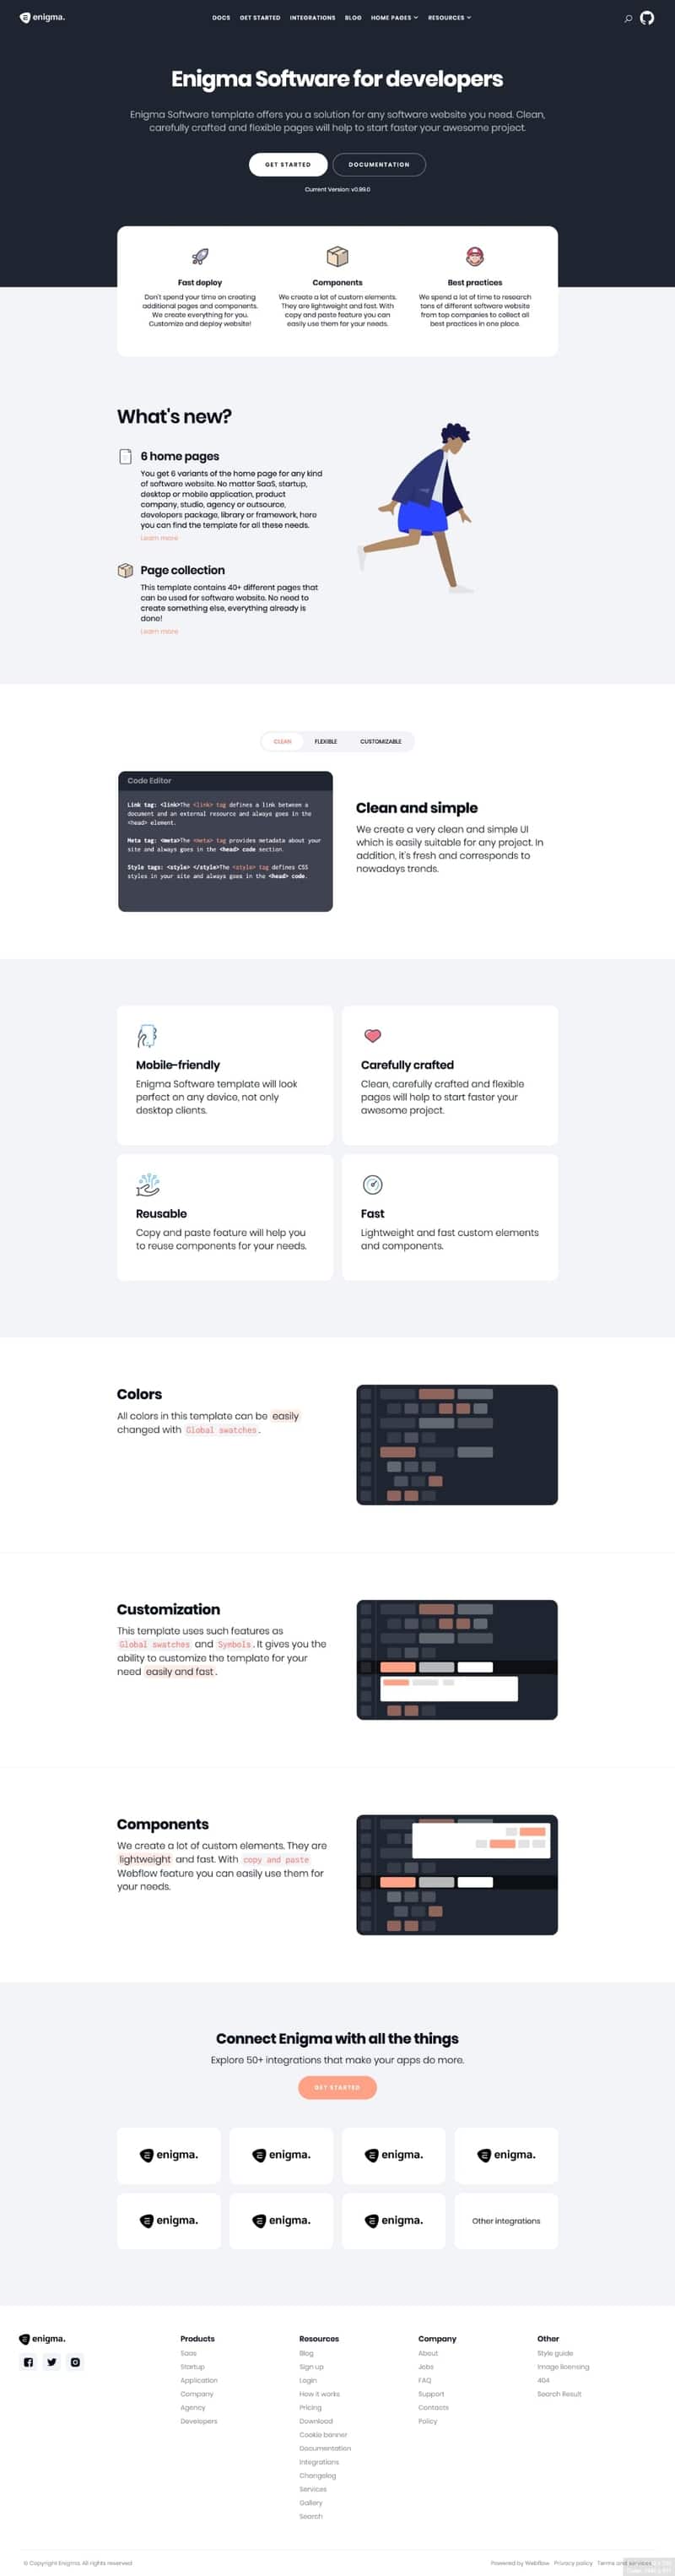 enigma.
DOCS GET STARTED INTEGRATIONS BLOG HOME PAGES RESOURCES
Enigma Software for developers
Enigma Software template offers you a solution for any software website you need. Clean,
carefully crafted and flexible pages will help to start faster your awesome project.
GET STARTED
DOCUMENTATION
Current Version: v0.99.0
Fast deploy
Don't spend your time on creating
additional pages and components.
We create everything for you.
Customize and deploy website!
Components
We create a lot of custom elements.
They are lightweight and fast. With
copy and paste feature you can
easily use them for your needs.
Best practices
We spend a lot of time to research
tons of different software website
from top companies to collect all
best practices in one place.
What's new?
6 home pages
You get 6 variants of the home page for any kind
of software website. No matter SaaS, startup,
desktop or mobile application, product
company, studio, agency or outsource,
developers package, library or framework, here
you can find the template for all these needs.
Learn more
Page collection
This template contains 40+ different pages that
can be used for software website. No need to
create something else, everything already is
done!
Learn more
CLEAN FLEXIBLE CUSTOMIZABLE
Code Editor
Link tag: <link>The <link> tag defines a link between a
document and an external resource and always goes in the
<head> element.
Meta tag: <meta>The <meta> tag provides metadata about your
site and always goes in the <head> code section.
Style tags: <style> </style>The <style> tag defines CSS
styles in your site and always goes in the <head> code.
Clean and simple
We create a very clean and simple UI
which is easily suitable for any project. In
addition, it's fresh and corresponds to
nowadays trends.
Mobile-friendly
Enigma Software template will look
perfect on any device, not only
desktop clients.
Carefully crafted
Clean, carefully crafted and flexible
pages will help to start faster your
awesome project.
Reusable
Copy and paste feature will help you
to reuse components for your needs.
Fast
Lightweight and fast custom elements
and components.
Colors
All colors in this template can be easily
changed with Global swatches.
Customization
This template uses such features as
Global swatches and Symbols. It gives you the
ability to customize the template for your
need easily and fast.
Components
We create a lot of custom elements. They are
lightweight and fast. With copy and paste
Webflow feature you can easily use them for
your needs.
Connect Enigma with all the things
Explore 50+ integrations that make your apps do more.
GET STARTED
enigma. enigma. enigma. enigma.
enigma. enigma. enigma. Other integrations
enigma.
Products
Saas
Startup
Application
Company
Agency
Developers
Resources
Blog
Sign up
Login
How it works
Pricing
Download
Cookie banner
Documentation
Integrations
Changelog
Services
Gallery
Search
Company
About
Jobs
FAQ
Support
Contacts
Policy
Other
Style guide
Image licensing
404
Search Result
© Copyright Enigma. All rights reserved
Powered by Webflow Privacy policy Terms and services